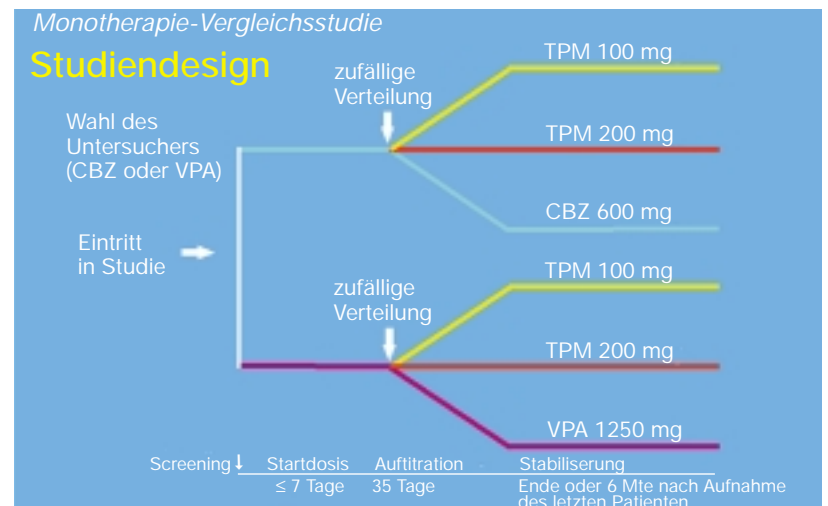 Monotherapie-Vergleichsstudie
Studiendesign
zufällige
Verteilung
TPM 100 mg
Wahl des
Untersuchers
(CBZ oder VPA)
TPM 200 mg
CBZ 600 mg
Eintritt
in Studie
zufällige
Verteilung
TPM 100 mg
TPM 200 mg
VPA 1250 mg
Screening Startdosis Auftitration Stabiliserung
≤ 7 Tage 35 Tage Ende oder 6 Mte nach Aufnahme
des letzten Patienten